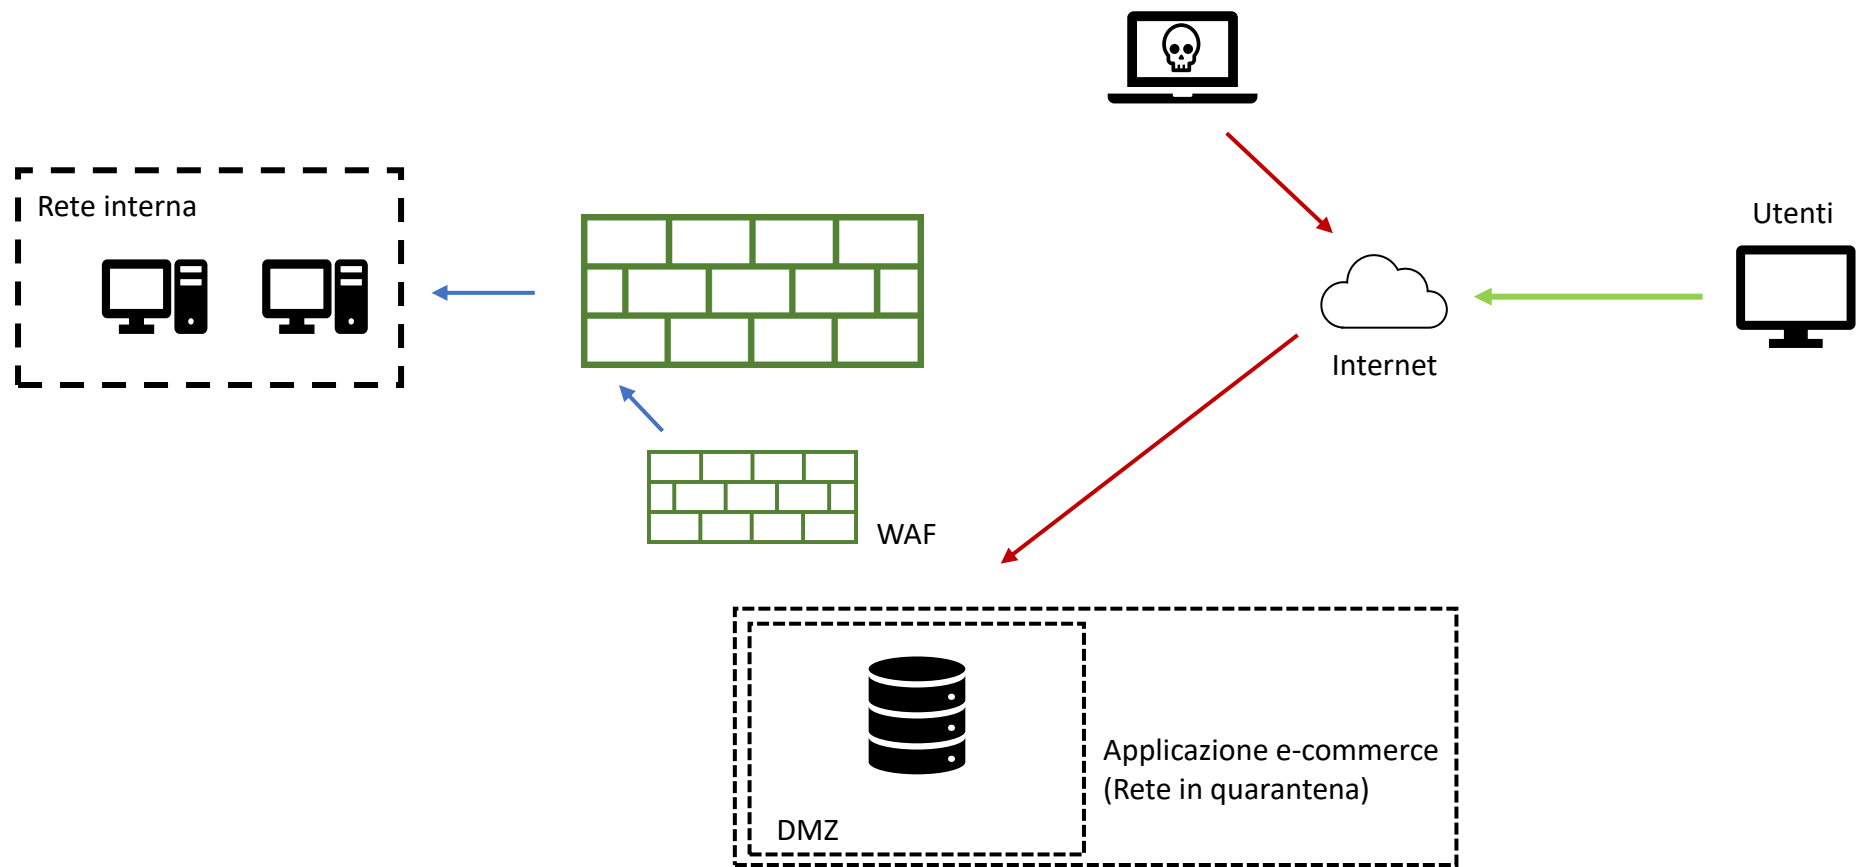 Rete interna
Utenti
Internet
WAF
Applicazione e-commerce
(Rete in quarantena)
DMZ